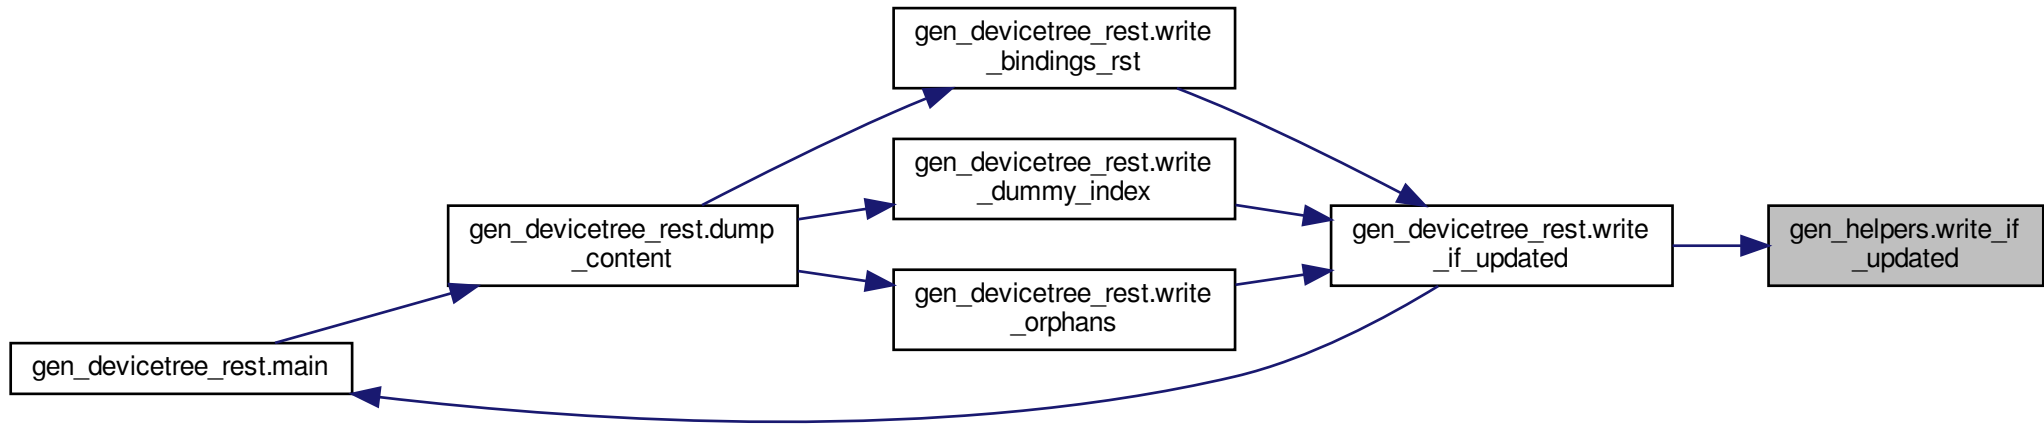 gen_devicetree_rest.write
_bindings_rst
gen_devicetree_rest.write
_dummy_index
gen_devicetree_rest.dump
_content
gen_devicetree_rest.write
_if_updated
gen_helpers.write_if
_updated
gen_devicetree_rest.write
_orphans
gen_devicetree_rest.main